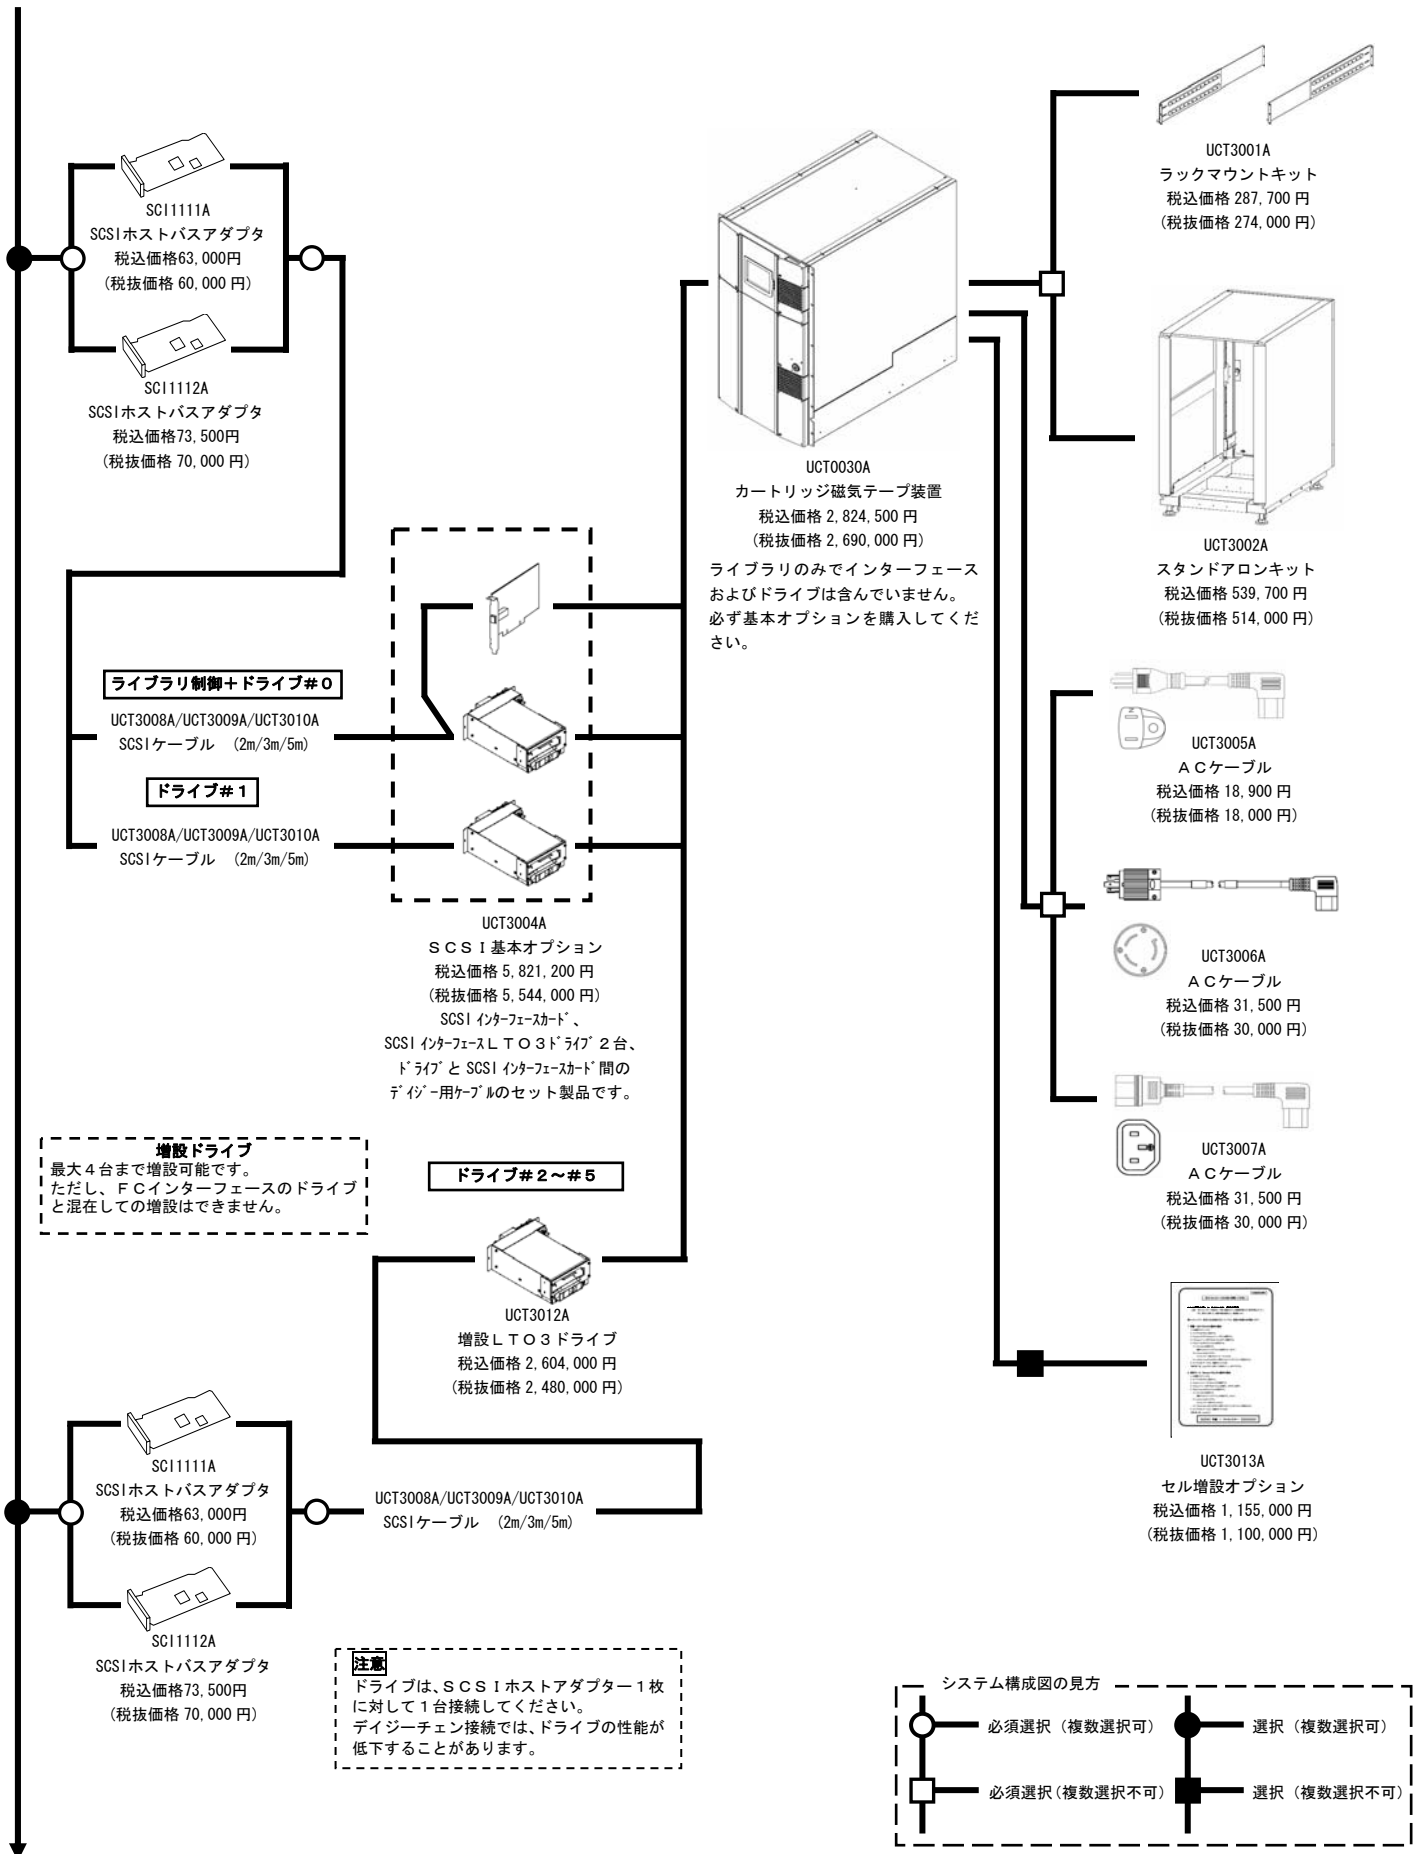 SCI1111A
SCSIホストバスアダプタ
税込価格63,000円
(税抜価格 60,000 円)
SCI1112A
SCSIホストバスアダプタ
税込価格73,500円
(税抜価格 70,000 円)
ライブラリ制御＋ドライブ＃０
UCT3008A/UCT3009A/UCT3010A
SCSIケーブル (2m/3m/5m)
ドライブ＃１
UCT3008A/UCT3009A/UCT3010A
SCSIケーブル (2m/3m/5m)
UCT3004A
ＳＣＳＩ基本オプション
税込価格 5,821,200 円
(税抜価格 5,544,000 円)
SCSI ｲﾝﾀｰﾌｪｰｽｶｰﾄﾞ、
SCSI ｲﾝﾀｰﾌｪｰｽＬＴＯ３ﾄﾞﾗｲﾌﾞ２台、
ﾄﾞﾗｲﾌﾞと SCSI ｲﾝﾀｰﾌｪｰｽｶｰﾄﾞ間の
ﾃﾞｲｼﾞｰ用ｹｰﾌﾞﾙのセット製品です。
UCT0030A
カートリッジ磁気テープ装置
税込価格 2,824,500 円
(税抜価格 2,690,000 円)
ライブラリのみでインターフェース
およびドライブは含んでいません。
必ず基本オプションを購入してくだ
さい。
UCT3001A
ラックマウントキット
税込価格 287,700 円
(税抜価格 274,000 円)
UCT3002A
スタンドアロンキット
税込価格 539,700 円
(税抜価格 514,000 円)
UCT3005A
ＡＣケーブル
税込価格 18,900 円
(税抜価格 18,000 円)
UCT3006A
ＡＣケーブル
税込価格 31,500 円
(税抜価格 30,000 円)
UCT3007A
ＡＣケーブル
税込価格 31,500 円
(税抜価格 30,000 円)
UCT3013A
セル増設オプション
税込価格 1,155,000 円
(税抜価格 1,100,000 円)
増設ドライブ
最大４台まで増設可能です。
ただし、ＦＣインターフェースのドライブ
と混在しての増設はできません。
ドライブ＃２～＃５
UCT3012A
増設ＬＴＯ３ドライブ
税込価格 2,604,000 円
(税抜価格 2,480,000 円)
SCI1111A
SCSIホストバスアダプタ
税込価格63,000円
(税抜価格 60,000 円)
UCT3008A/UCT3009A/UCT3010A
SCSIケーブル (2m/3m/5m)
SCI1112A
SCSIホストバスアダプタ
税込価格73,500円
(税抜価格 70,000 円)
注意
ドライブは、ＳＣＳＩホストアダプター１枚
に対して１台接続してください。
デイジーチェン接続では、ドライブの性能が
低下することがあります。
システム構成図の見方
必須選択（複数選択可）
選択（複数選択可）
必須選択（複数選択不可）
選択（複数選択不可）